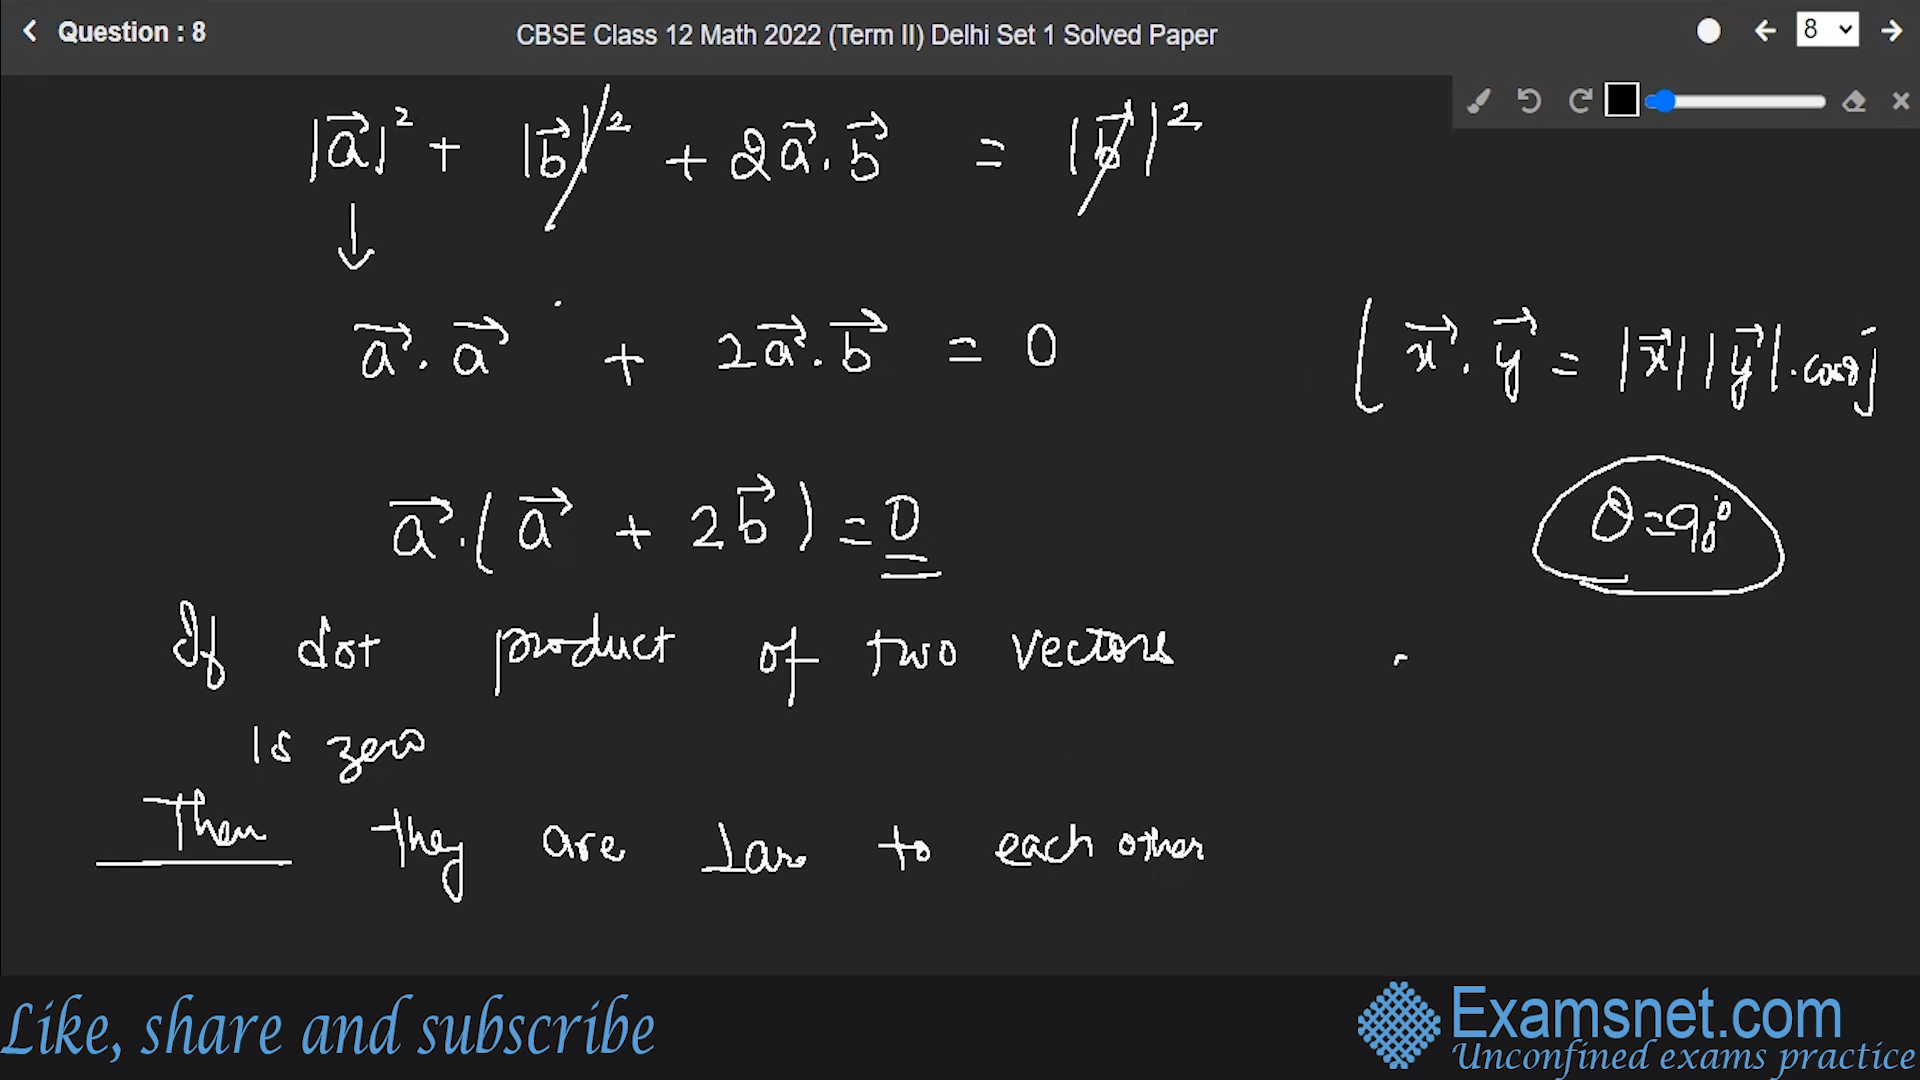 Question : 8
CBSE Class 12 Math 2022 (Term II) Delhi Set 1 Solved Paper
8
|a⃗|² + |b⃗|² + 2a⃗.b⃗ = |b⃗|²
↓
a⃗.a⃗ + 2a⃗.b⃗ = 0
[x⃗.y⃗ = |x⃗||y⃗|.cosθ]
a⃗.(a⃗ + 2b⃗) = 0
θ=90°
If dot product of two vectors
is zero
Then They are ⊥ar to each other
Like, share and subscribe
Examsnet.com
Unconfined exams practice